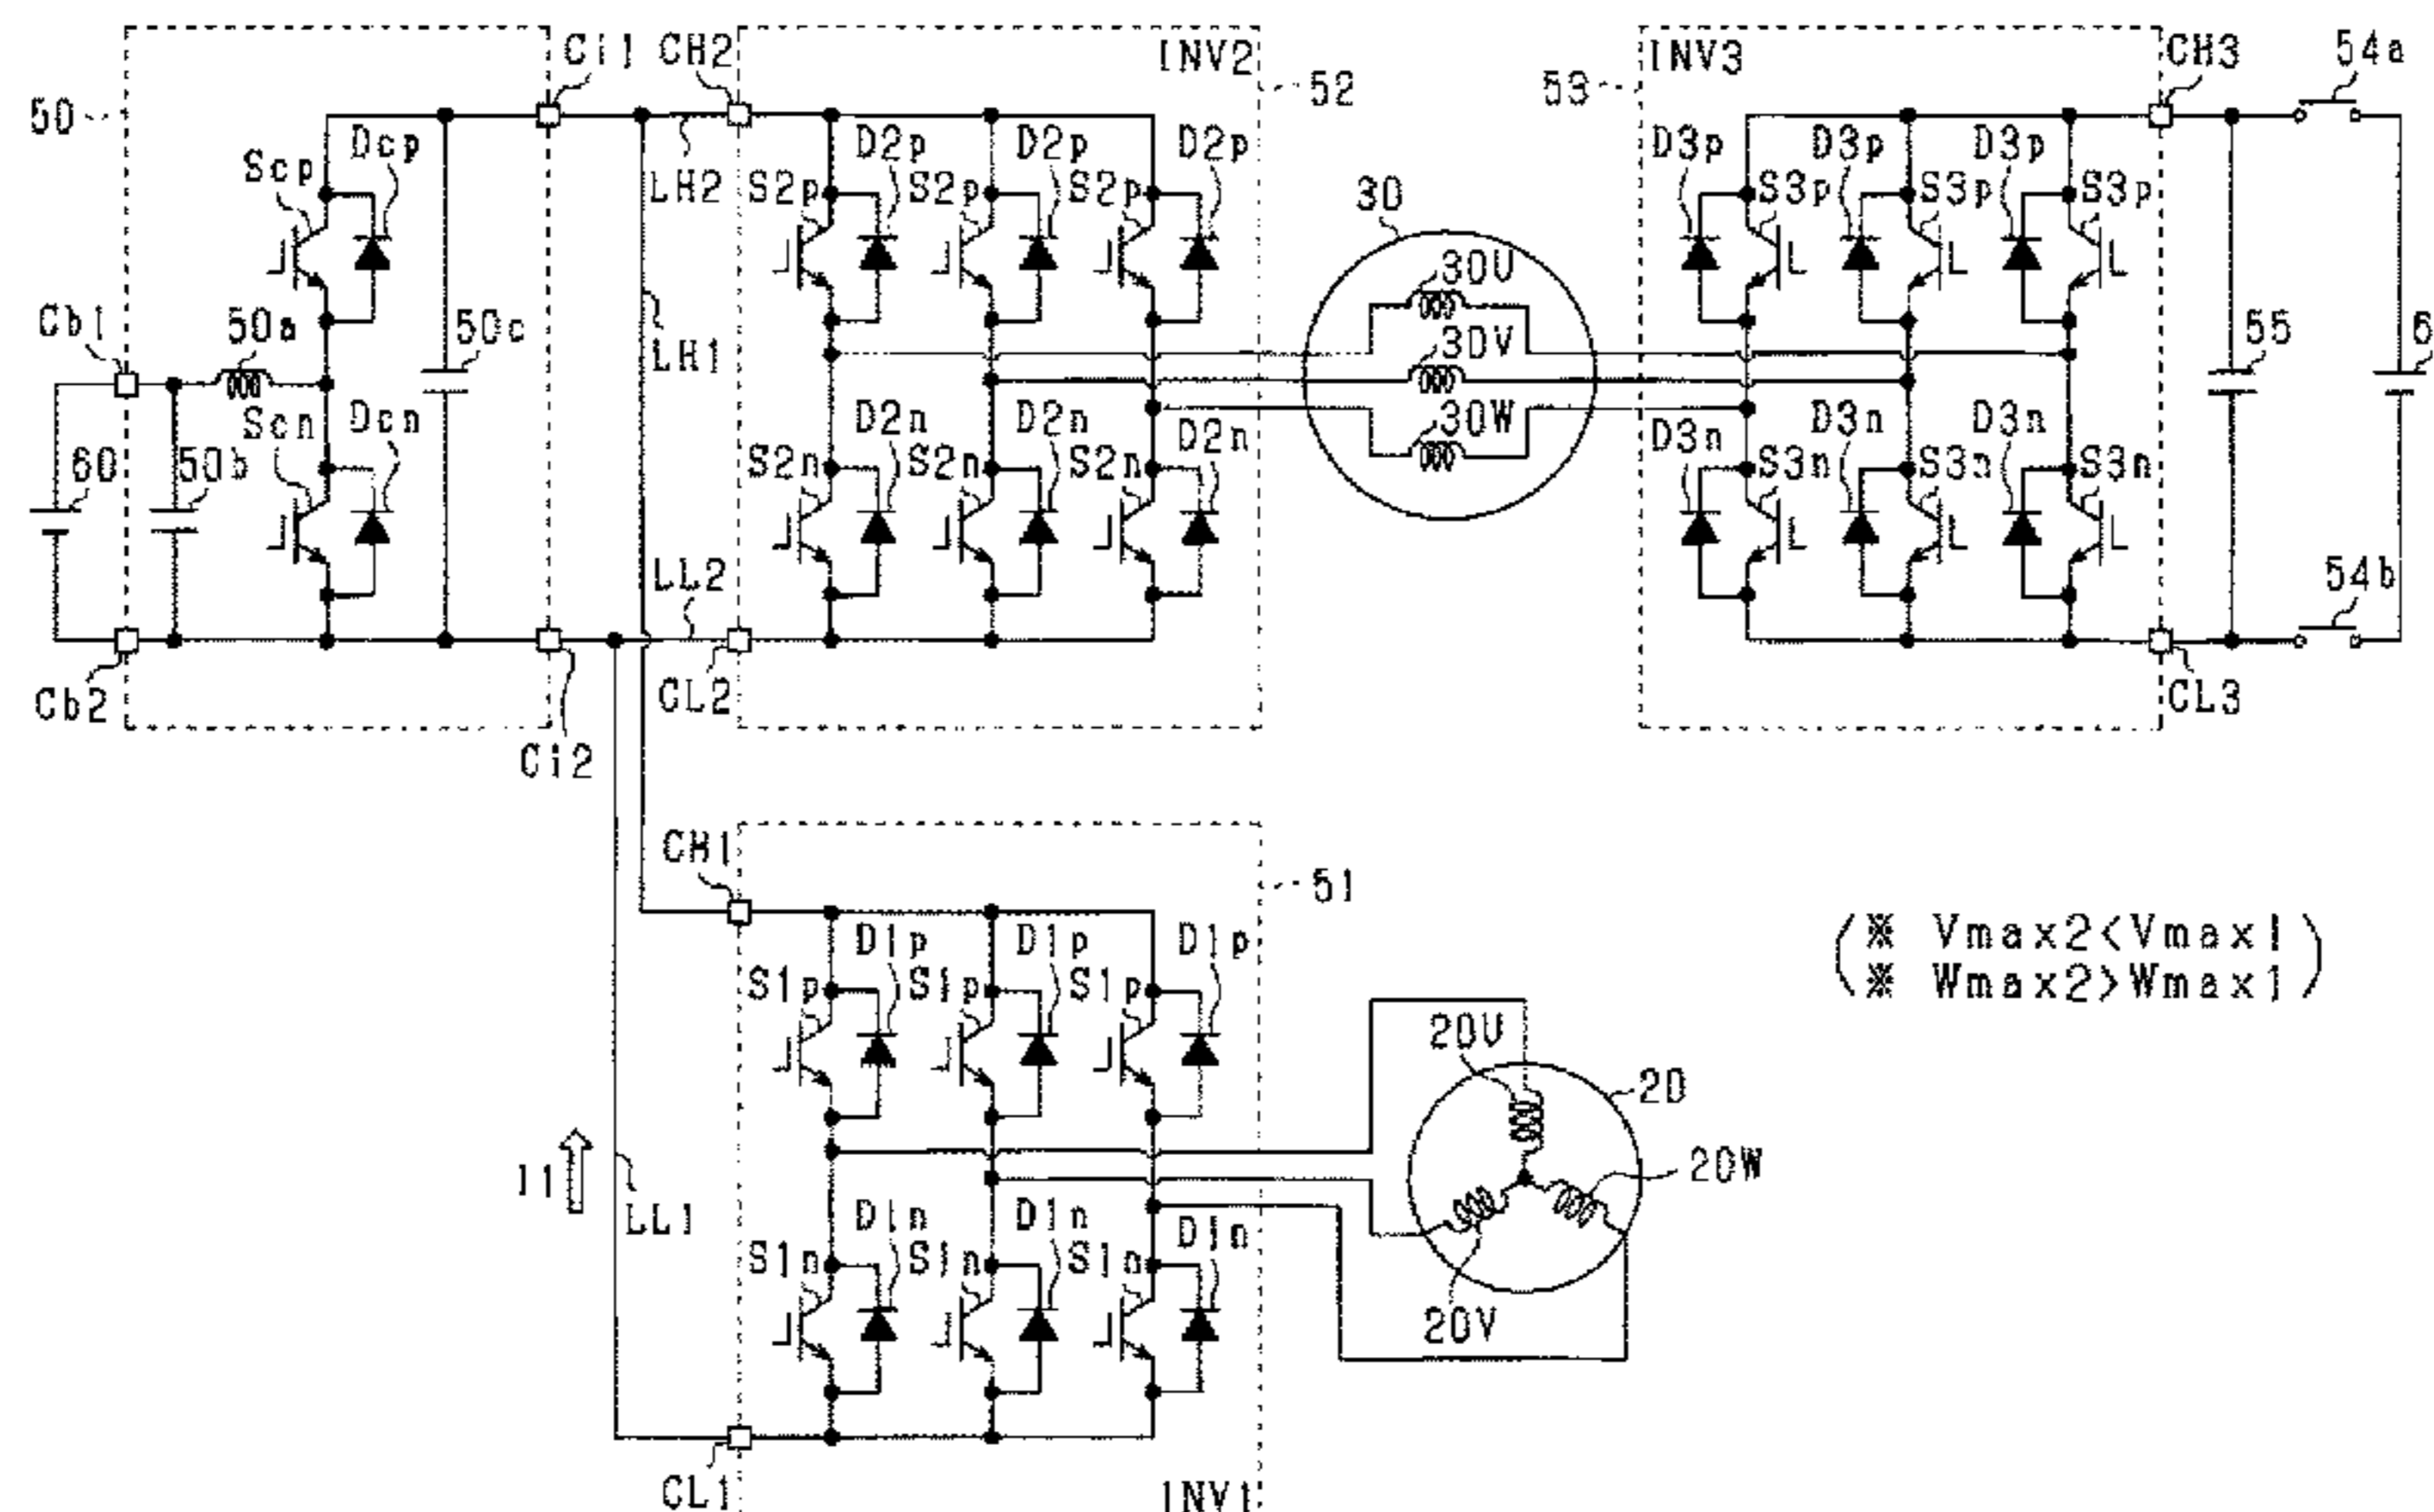 Ci1
CH2
INV2
INV3
CH3
54a
50
52
53
Scp
Dcp
LH2
S2p
D2p
S2p
D2p
S2p
D2p
D3p
S3p
D3p
S3p
D3p
S3p
30
30U
Cb1
50a
50c
LH1
30V
55
Scn
Dcn
S2n
D2n
S2n
D2n
S2n
D2n
30W
D3n
S3n
D3n
S3n
D3n
S3n
60
50b
LL2
54b
Cb2
CL2
CL3
Ci2
CH1
51
S1p
D1p
S1p
D1p
S1p
D1p
(※ Vmax2<Vmax1)
(※ Wmax2>Wmax1)
20U
20
20W
I1
LL1
S1n
D1n
S1n
D1n
S1n
D1n
20V
CL1
INV1